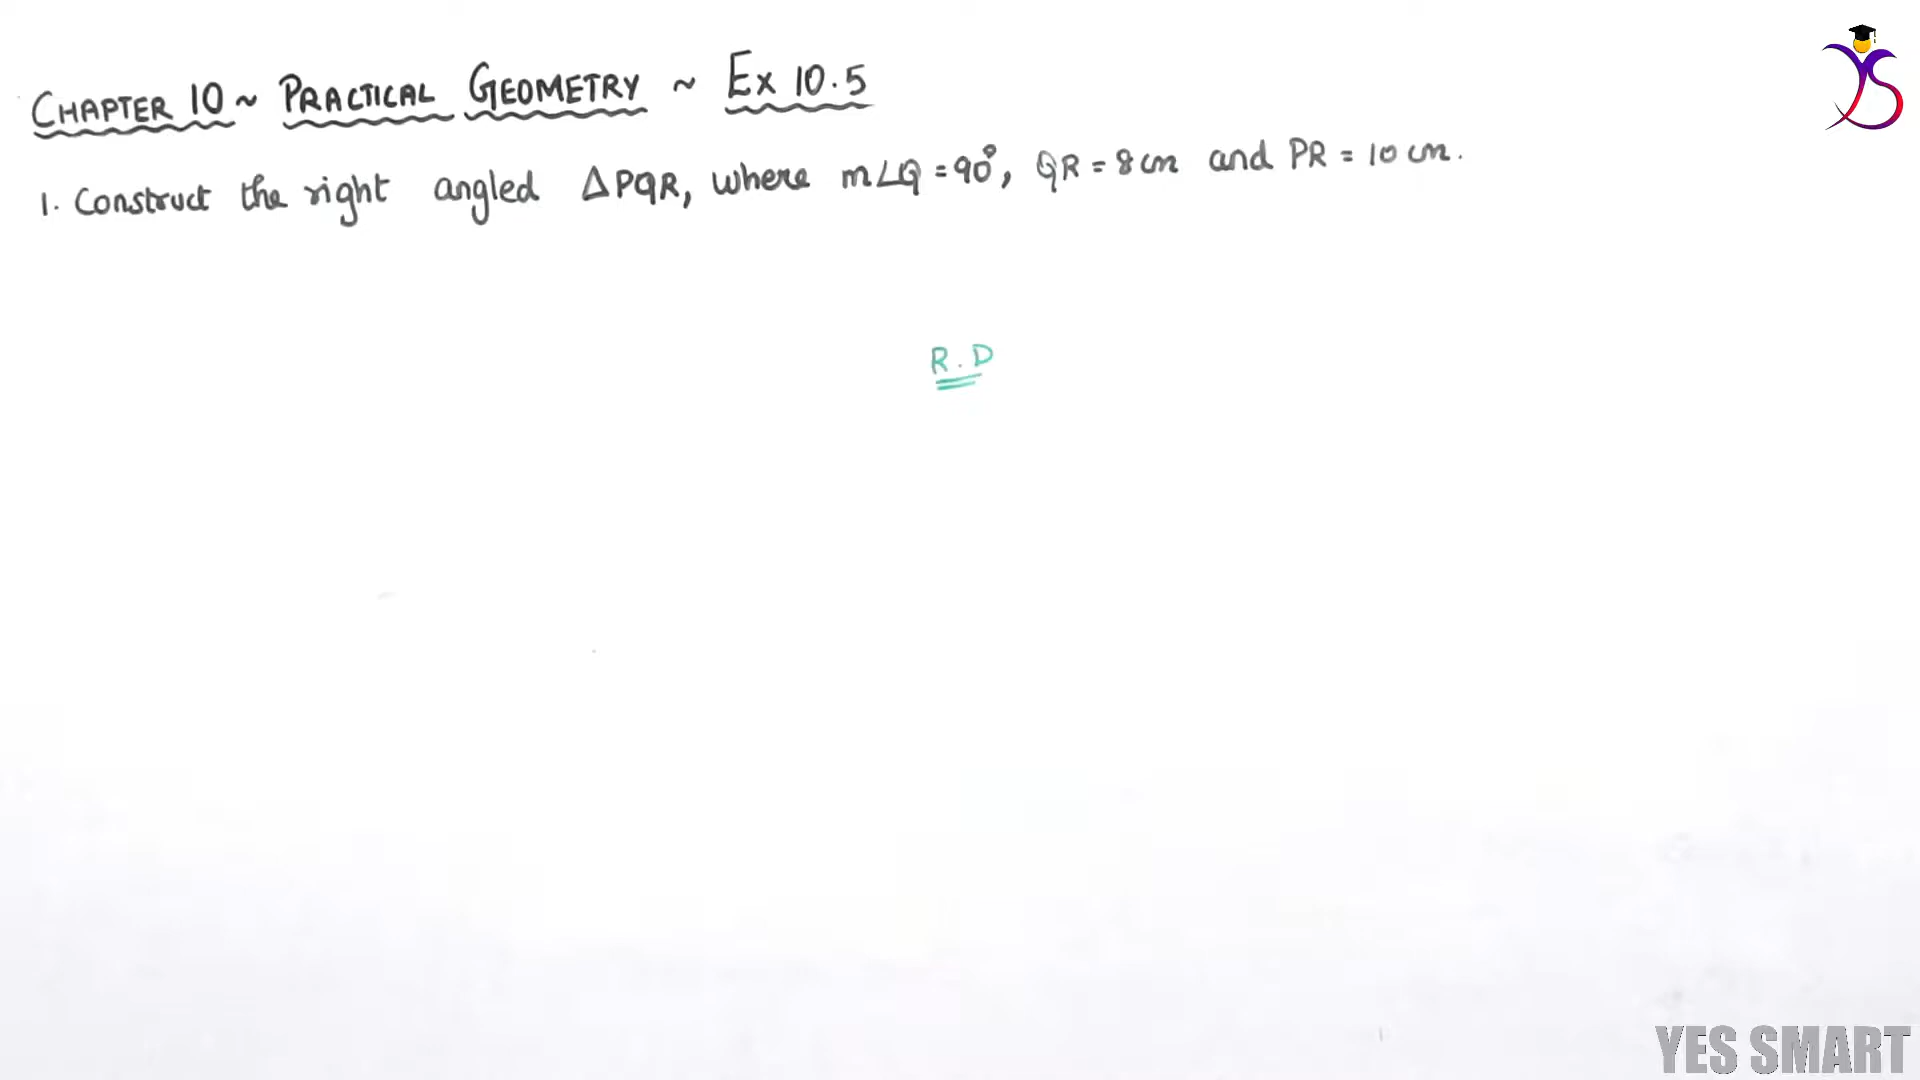 CHAPTER 10 ~ PRACTICAL GEOMETRY ~ Ex 10.5
1. Construct the right angled ΔPQR, where m∠Q = 90°, QR = 8 cm and PR = 10 cm.
R.D
YES SMART